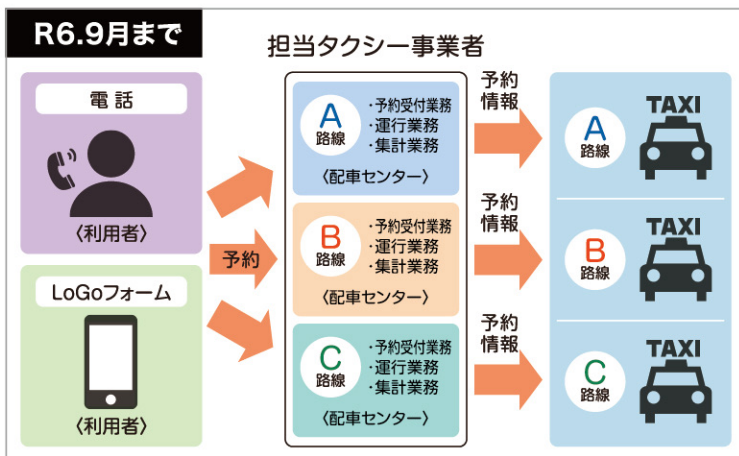 R6.9月まで
担当タクシー事業者
電話
〈利用者〉
LoGoフォーム
〈利用者〉
予約
A
路線
・予約受付業務
・運行業務
・集計業務
〈配車センター〉
B
路線
・予約受付業務
・運行業務
・集計業務
〈配車センター〉
C
路線
・予約受付業務
・運行業務
・集計業務
〈配車センター〉
予約
情報
予約
情報
予約
情報
A
路線
TAXI
B
路線
TAXI
C
路線
TAXI